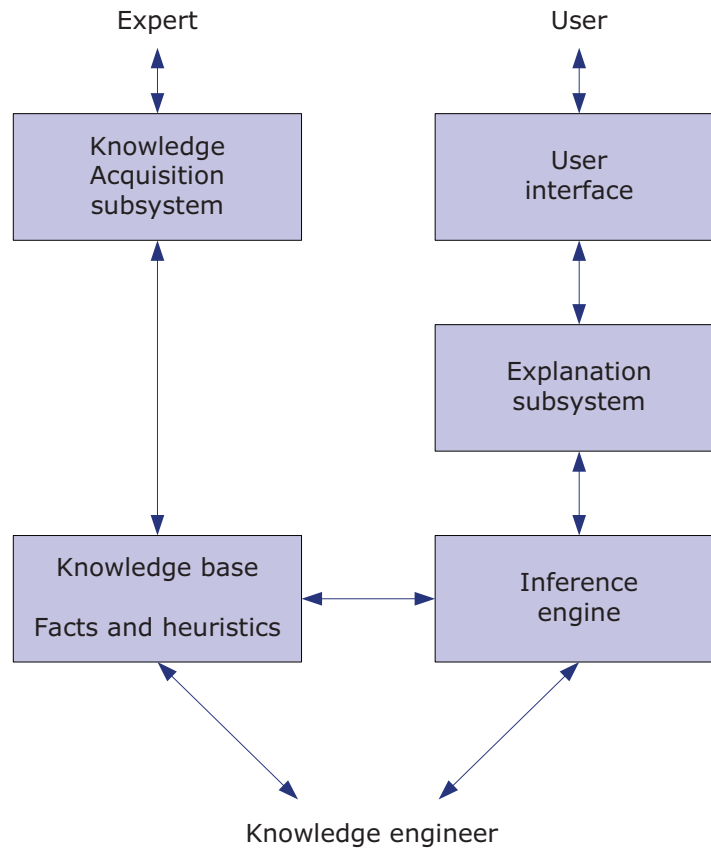 Expert
User
Knowledge
Acquisition
subsystem
User
interface
Explanation
subsystem
Knowledge base
Facts and heuristics
Inference
engine
Knowledge engineer